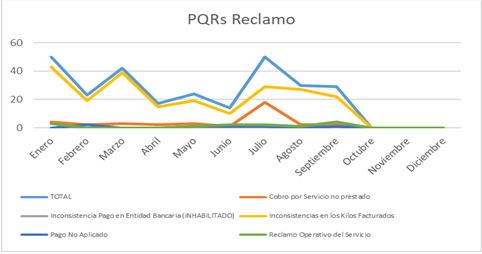 PQRs Reclamo
60
40
20
0
Enero
Febrero
Marzo
Abril
Mayo
Junio
Julio
Agosto
Septiembre
Octubre
Noviembre
Diciembre
TOTAL
Cobro por Servicio no prestado
Inconsistencia Pago en Entidad Bancaria (INHABILITADO)
Inconsistencias en los Kilos Facturados
Pago No Aplicado
Reclamo Operativo del Servicio